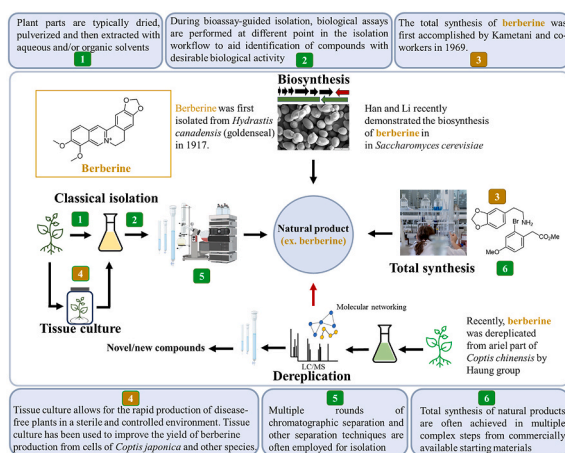 Plant parts are typically dried,
pulverized and then extracted with
aqueous and/or organic solvents
1
During bioassay-guided isolation, biological assays
are performed at different point in the isolation
workflow to aid identification of compounds with
desirable biological activity
2
The total synthesis of berberine was
first accomplished by Kametani and co-
workers in 1969.
3
Biosynthesis
O
O
O
O
N+
Berberine
Berberine was first
isolated from Hydrastis
canadensis (goldenseal)
in 1917.
Han and Li recently
demonstrated the biosynthesis
of berberine in
in Saccharomyces cerevisiae
Classical isolation
1
2
4
5
Tissue culture
Natural product
(ex. berberine)
3
O
O
NH2
Br
CO2Me
MeO
Total synthesis
6
Molecular networking
Novel/new compounds
LC/MS
Dereplication
Recently, berberine
was dereplicated
from ariel part of
Coptis chinensis by
Haung group
4
Tissue culture allows for the rapid production of disease-
free plants in a sterile and controlled environment. Tissue
culture has been used to improve the yield of berberine
production from cells of Coptis japonica and other species,
5
Multiple rounds of
chromatographic separation and
other separation techniques are
often employed for isolation
6
Total synthesis of natural products
are often achieved in multiple
complex steps from commercially
available starting materials